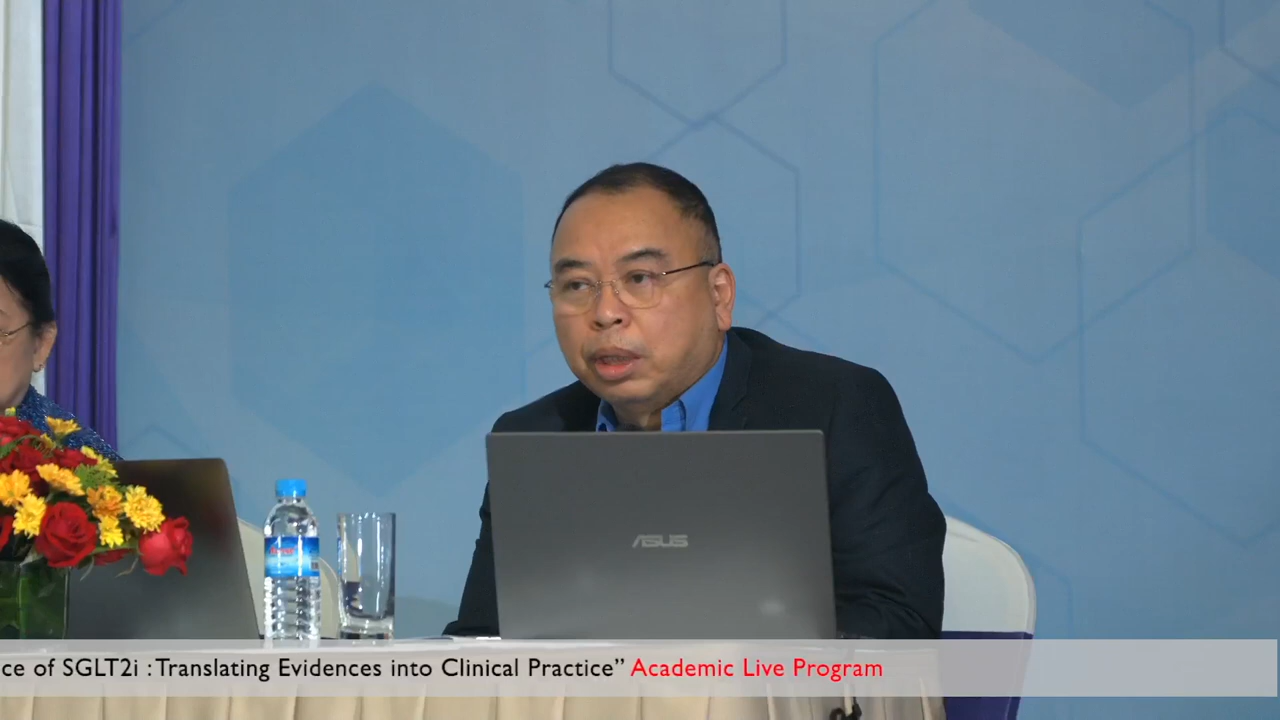 ASUS
ce of SGLT2i : Translating Evidences into Clinical Practice” Academic Live Program